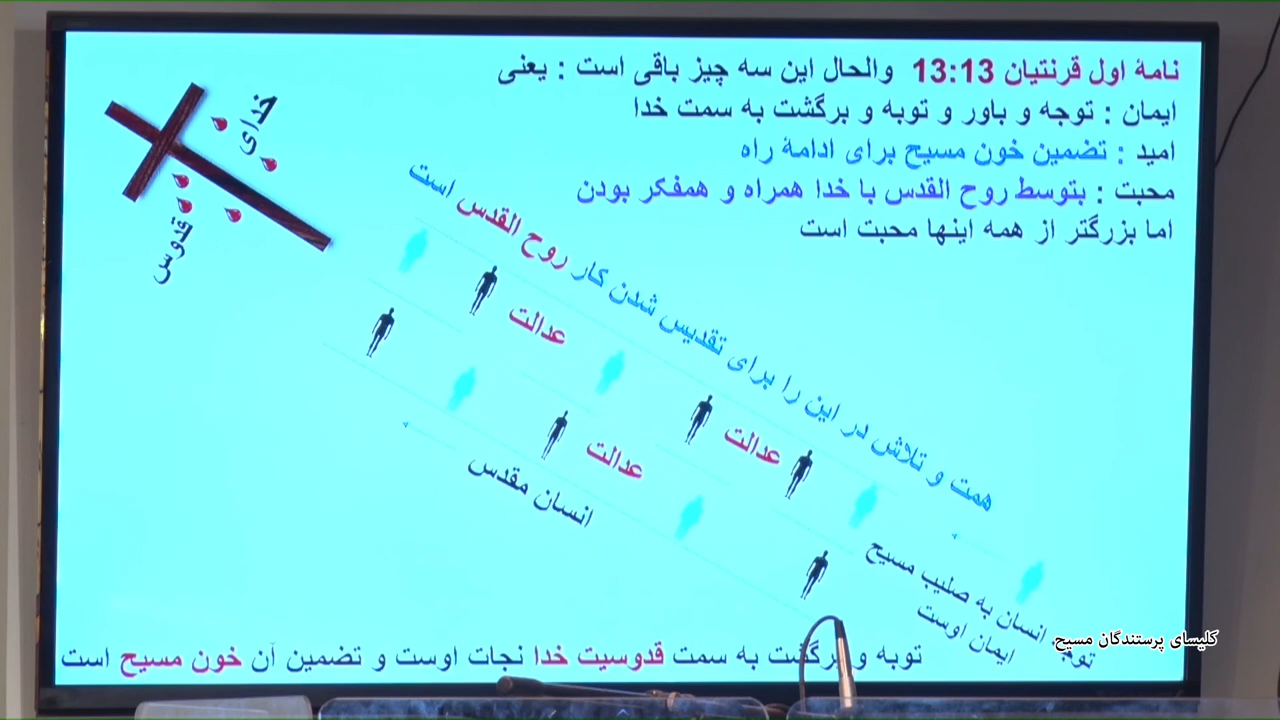 نامهٔ اول قرنتیان 13:13 والحال این سه چیز باقی است : یعنی
ایمان : توجه و باور و توبه و برگشت به سمت خدا
امید : تضمین خون مسیح برای ادامهٔ راه
محبت : بتوسط روح القدس با خدا همراه و همفکر بودن
اما بزرگتر از همه اینها محبت است
خدای
قدوس
همت و تلاش در این را برای تقدیس شدن کار روح القدس است
عدالت
عدالت
عدالت
انسان مقدس
توجه انسان به صلیب مسیح
ایمان اوست
کلیسای پرستندگان مسیح
توبه و برگشت به سمت قدوسیت خدا نجات اوست و تضمین آن خون مسیح است